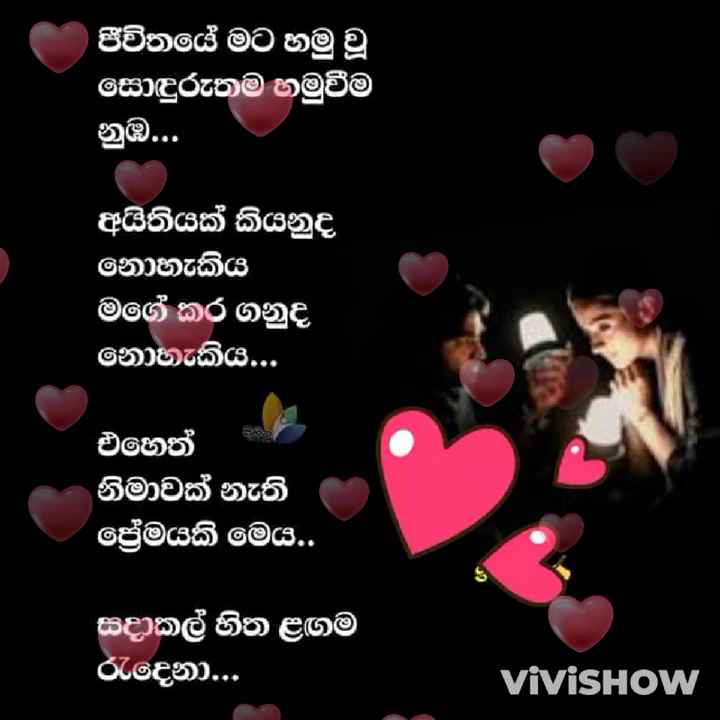 ජීවිතයේ මට හමු වූ
සොඳුරුතම හමුවීම
නුඹ...
අයිතියක් කියනුද
නොහැකිය
මගේ කර ගනුද
නොහැකිය...
එහෙත්
නිමාවක් නැති
ප්‍රේමයකි මෙය..
සදාකල් හිත ළඟම
රැඳෙනා...
ViViSHOW